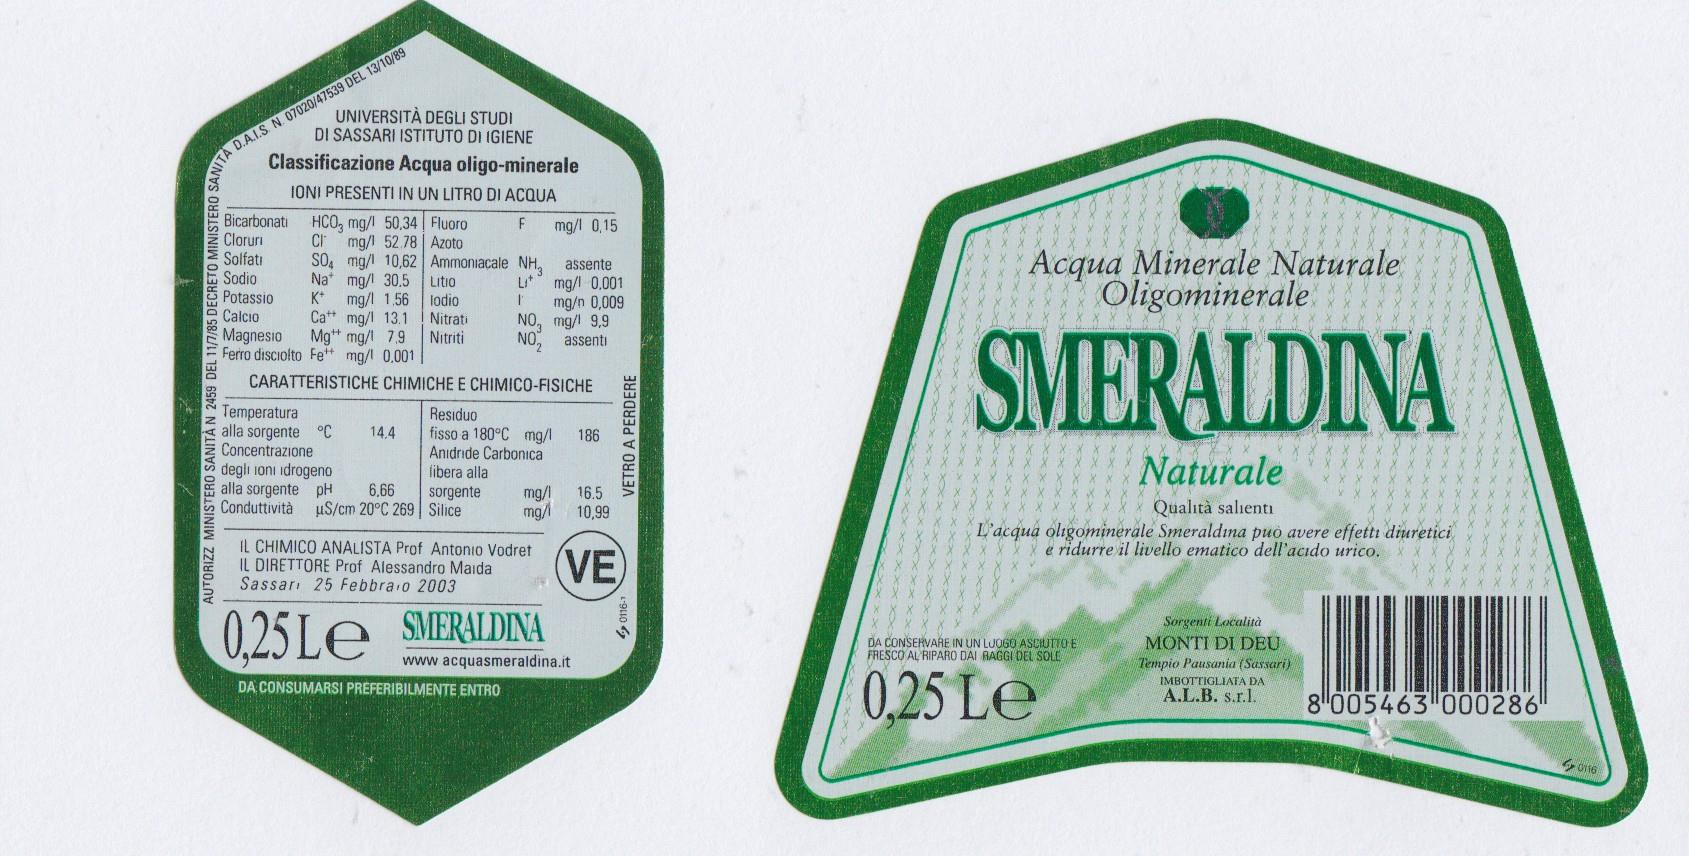 AUTORIZZ MINISTERO SANITÀ N 2459 DEL 11/7/85 DECRETO MINISTERO SANITÀ D.A.I.S. N. 07020/47539 DEL 13/10/89
UNIVERSITÀ DEGLI STUDI
DI SASSARI ISTITUTO DI IGIENE
Classificazione Acqua oligo-minerale
IONI PRESENTI IN UN LITRO DI ACQUA
Bicarbonati HCO3 mg/l 50,34
Cloruri Cl- mg/l 52.78
Solfati SO4 mg/l 10,62
Sodio Na+ mg/l 30,5
Potassio K+ mg/l 1.56
Calcio Ca++ mg/l 13.1
Magnesio Mg++ mg/l 7.9
Ferro disciolto Fe++ mg/l 0,001
Fluoro F mg/l 0,15
Azoto
Ammoniacale NH3 assente
Litio Li+ mg/l 0,001
Iodio I- mg/n 0,009
Nitrati NO3 mg/l 9,9
Nitriti NO2 assenti
CARATTERISTICHE CHIMICHE E CHIMICO-FISICHE
Temperatura
alla sorgente °C 14.4
Concentrazione
degli ioni idrogeno
alla sorgente pH 6,66
Conduttività µS/cm 20°C 269
Residuo
fisso a 180°C mg/l 186
Anidride Carbonica
libera alla
sorgente mg/l 16.5
Silice mg/l 10,99
VETRO A PERDERE
IL CHIMICO ANALISTA Prof Antonio Vodret
IL DIRETTORE Prof Alessandro Maida
Sassari 25 Febbraio 2003
VE
0,25 L e
SMERALDINA
www acquasmeraldina.it
0116-1
DA CONSUMARSI PREFERIBILMENTE ENTRO
Acqua Minerale Naturale
Oligominerale
SMERALDINA
Naturale
Qualità salienti
L'acqua oligominerale Smeraldina può avere effetti diuretici
e ridurre il livello ematico dell'acido urico.
DA CONSERVARE IN UN LUOGO ASCIUTTO E
FRESCO AL RIPARO DAI RAGGI DEL SOLE
0,25 L e
Sorgenti Località
MONTI DI DEU
Tempio Pausania (Sassari)
IMBOTTIGLIATA DA
A.L.B. s.r.l.
8 005463 000286
0116